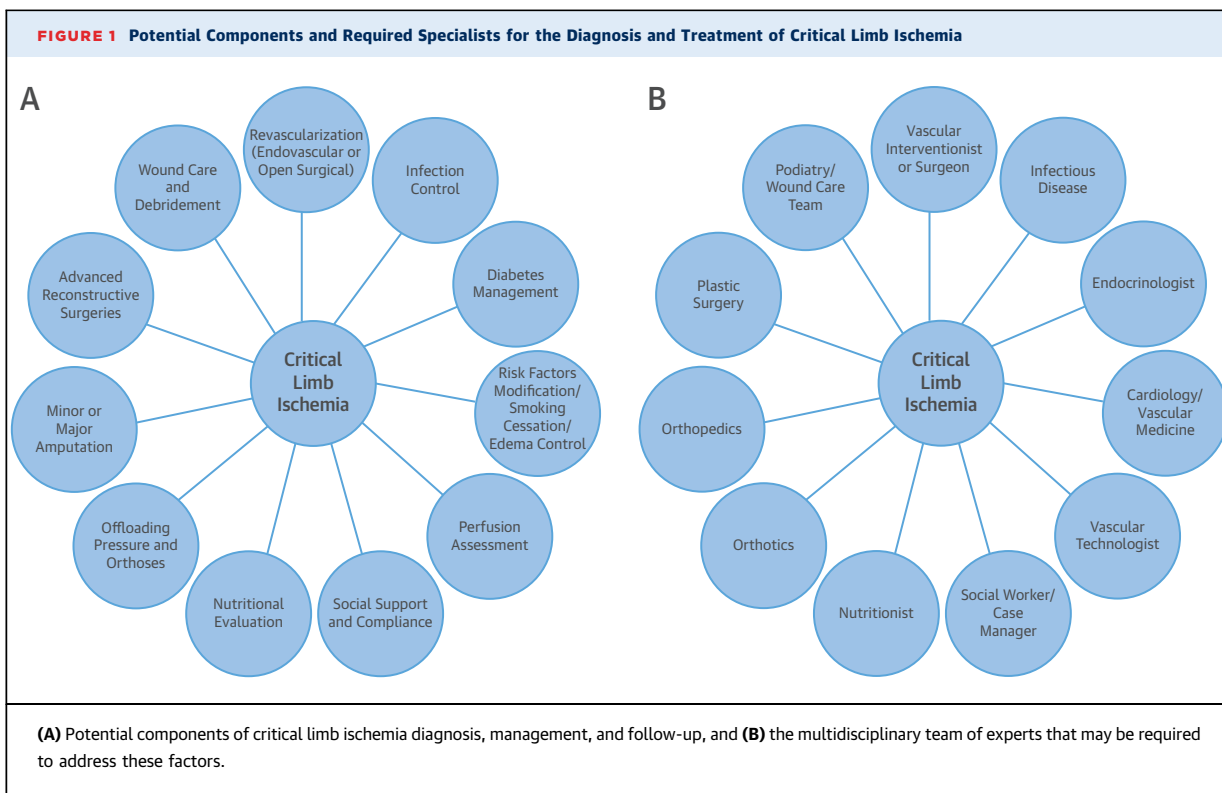 FIGURE 1 Potential Components and Required Specialists for the Diagnosis and Treatment of Critical Limb Ischemia
A
Revascularization
(Endovascular or
Open Surgical)
Infection
Control
Diabetes
Management
Risk Factors
Modification/
Smoking
Cessation/
Edema Control
Perfusion
Assessment
Social Support
and Compliance
Nutritional
Evaluation
Offloading
Pressure and
Orthoses
Minor or
Major
Amputation
Advanced
Reconstructive
Surgeries
Wound Care
and
Debridement
Critical
Limb
Ischemia
B
Vascular
Interventionist
or Surgeon
Infectious
Disease
Endocrinologist
Cardiology/
Vascular
Medicine
Vascular
Technologist
Social Worker/
Case
Manager
Nutritionist
Orthotics
Orthopedics
Plastic
Surgery
Podiatry/
Wound Care
Team
Critical
Limb
Ischemia
(A) Potential components of critical limb ischemia diagnosis, management, and follow-up, and (B) the multidisciplinary team of experts that may be required
to address these factors.